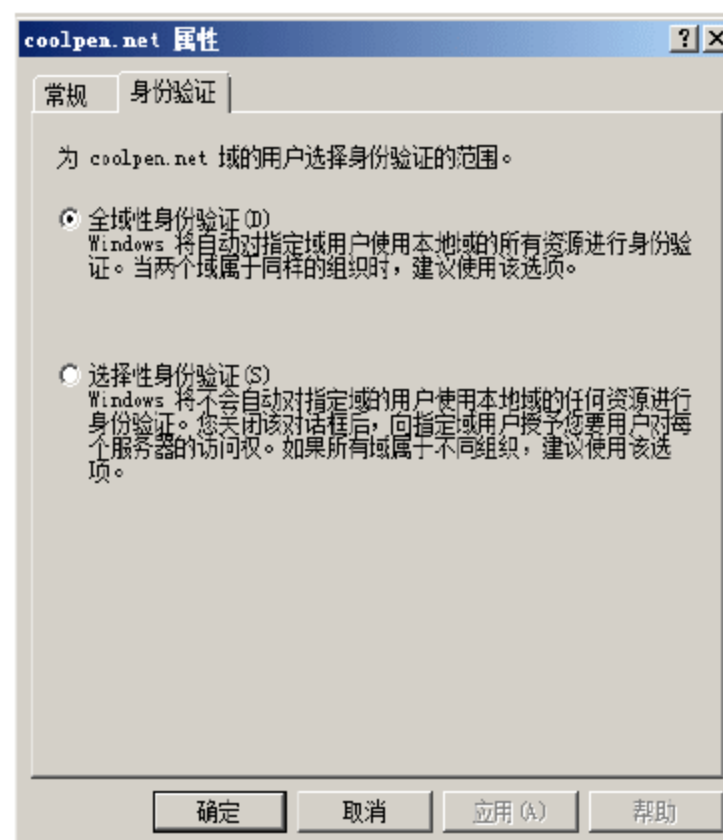 coolpen.net 属性
常规
身份验证
为 coolpen.net 域的用户选择身份验证的范围。
全域性身份验证(D)
Windows 将自动对指定域用户使用本地域的所有资源进行身份验
证。当两个域属于同样的组织时，建议使用该选项。
选择性身份验证(S)
Windows 将不会自动对指定域的用户使用本地域的任何资源进行
身份验证。您关闭该对话框后，向指定域用户授予您要用户对每
个服务器的访问权。如果所有域属于不同组织，建议使用该选
项。
确定
取消
应用(A)
帮助